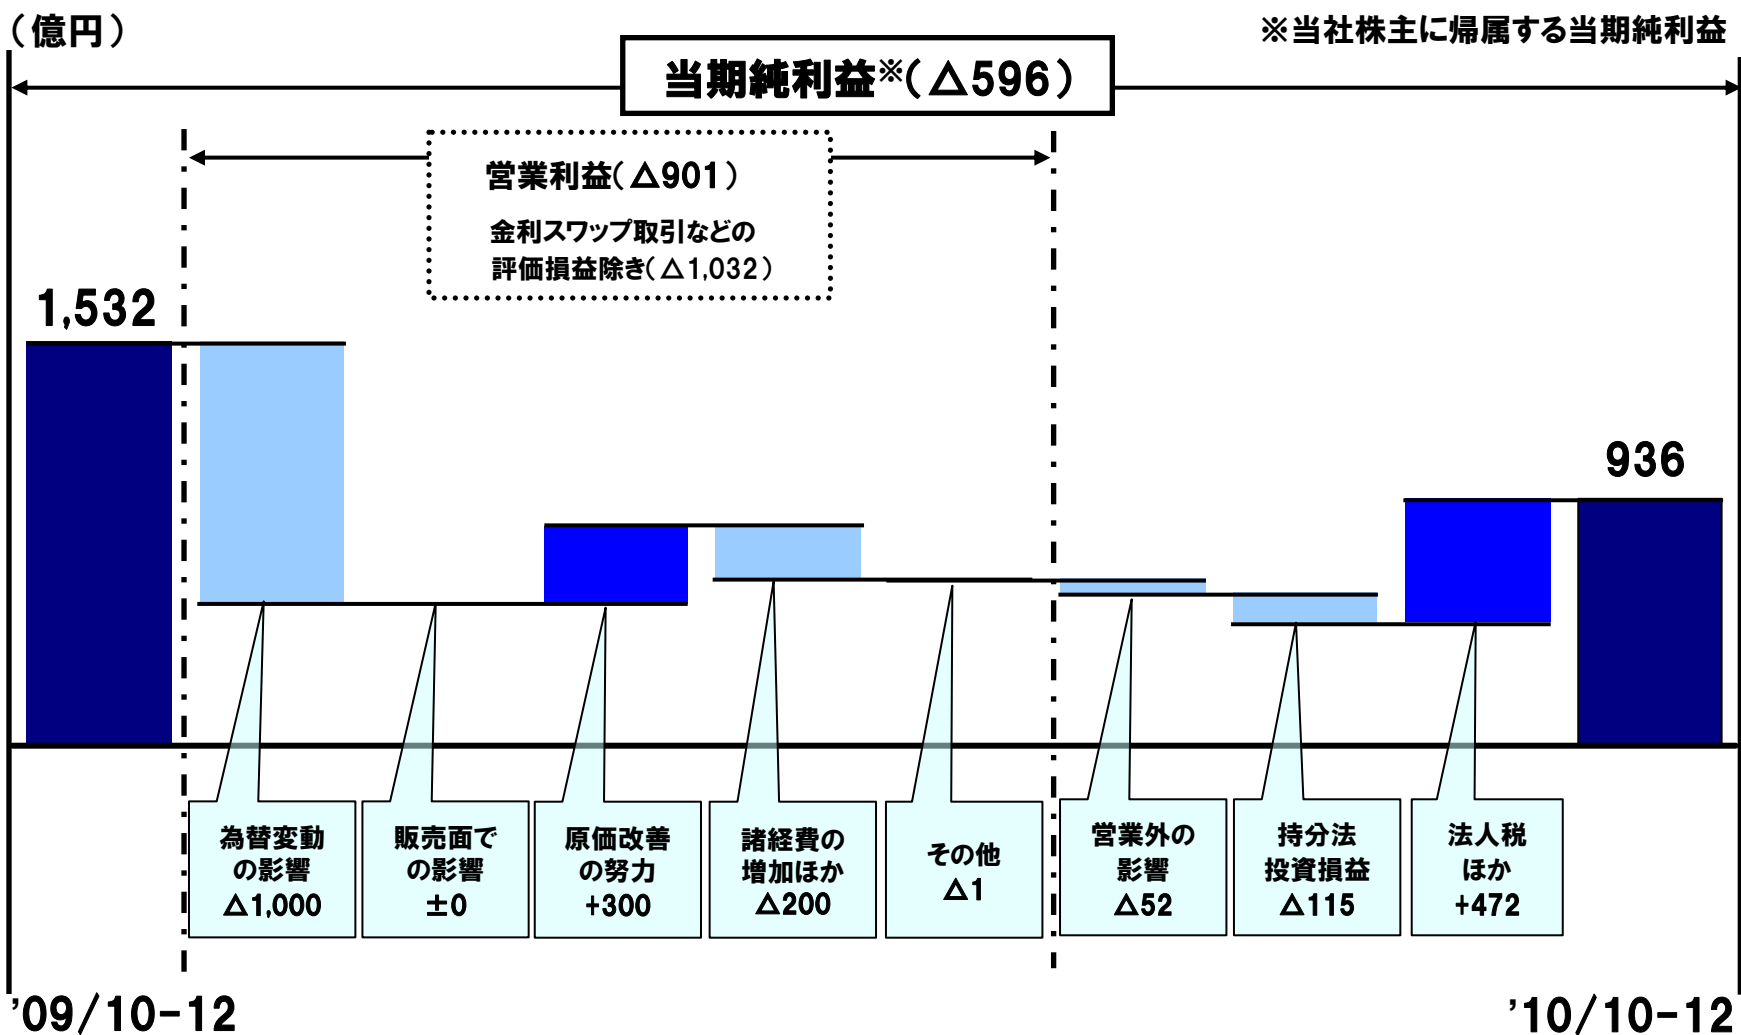 （億円）
※当社株主に帰属する当期純利益
当期純利益※(△596)
営業利益(△901)
金利スワップ取引などの
評価損益除き(△1,032)
1,532
936
為替変動
の影響
△1,000
販売面で
の影響
±0
原価改善
の努力
+300
諸経費の
増加ほか
△200
その他
△1
営業外の
影響
△52
持分法
投資損益
△115
法人税
ほか
+472
’09/10-12
’10/10-12